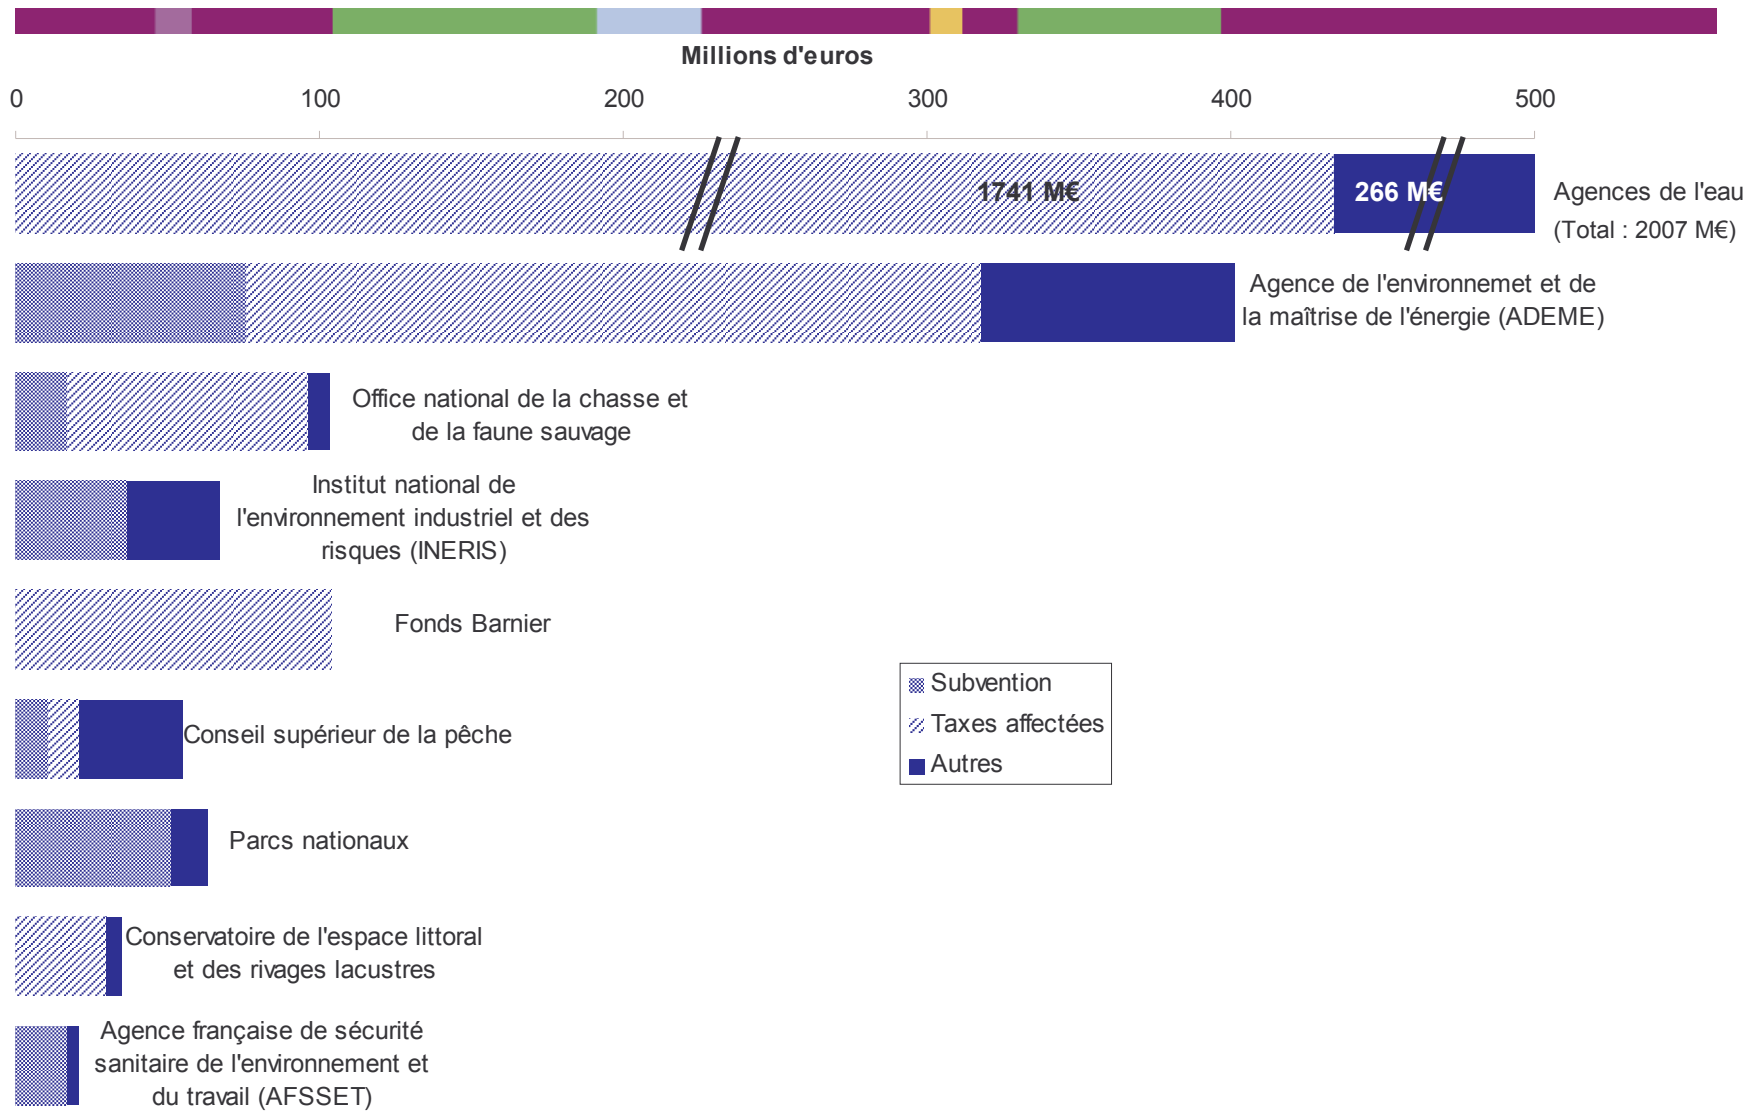 Millions d'euros
0 100 200 300 400 500
1741 M€ 266 M€
Agences de l'eau
(Total : 2007 M€)
Agence de l'environnemet et de
la maîtrise de l'énergie (ADEME)
Office national de la chasse et
de la faune sauvage
Institut national de
l'environnement industriel et des
risques (INERIS)
Fonds Barnier
Subvention
Taxes affectées
Autres
Conseil supérieur de la pêche
Parcs nationaux
Conservatoire de l'espace littoral
et des rivages lacustres
Agence française de sécurité
sanitaire de l'environnement et
du travail (AFSSET)